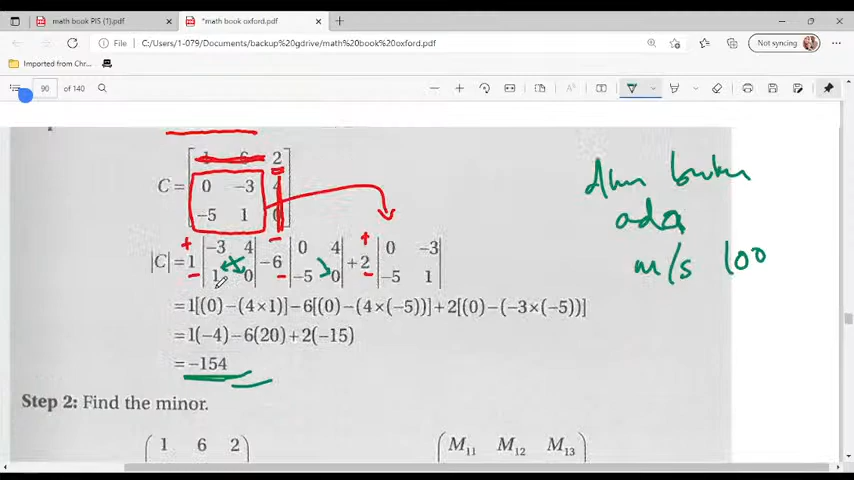 math book PIS (1).pdf
*math book oxford.pdf
File | C:/Users/1-079/Documents/backup%20gdrive/math%20book%20oxford.pdf
Not syncing
Imported from Chr...
90 of 140
1 6 2
C = 0 −3 4
−5 1 0
+ − +
|C| = 1 |−3 4| − 6 |0 4| + 2 |0 −3|
|1 0| |−5 0| |−5 1|
= 1[(0) − (4 × 1)] − 6[(0) − (4 × (−5))] + 2[(0) − (−3 × (−5))]
= 1(−4) − 6(20) + 2(−15)
= −154
Step 2: Find the minor.
1 6 2
M₁₁ M₁₂ M₁₃
ada
m/s 100